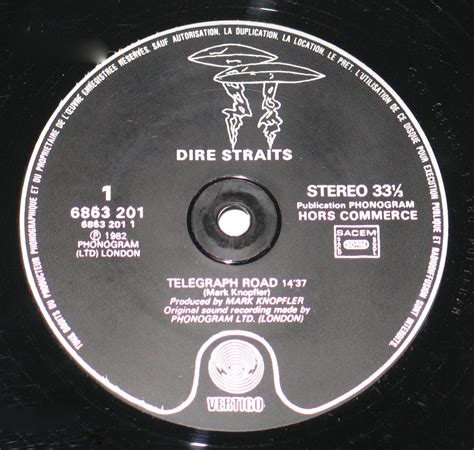 TOUS DROITS DU PRODUCTEUR PHONOGRAPHIQUE ET DU PROPRIETAIRE DE L'ŒUVRE ENREGISTREE RESERVES. SAUF AUTORISATION, LA DUPLICATION, LA LOCATION, LE PRET, L'UTILISATION DE CE DISQUE POUR EXECUTION PUBLIQUE ET RADIODIFFUSION SONT INTERDITS.
DIRE STRAITS
1
6863 201
6863 201 1
Ⓟ 1982
PHONOGRAM
(LTD) LONDON
STEREO 33⅓
Publication PHONOGRAM
HORS COMMERCE
SACEM
TELEGRAPH ROAD 14'37
(Mark Knopfler)
Produced by MARK KNOPFLER
Original sound recording made by
PHONOGRAM LTD. (LONDON)
VERTIGO